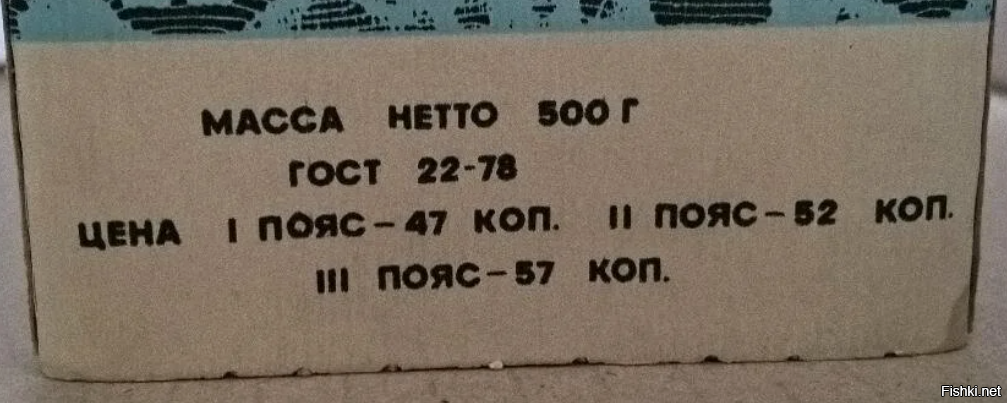 МАССА НЕТТО 500 Г
ГОСТ 22-78
ЦЕНА I ПОЯС – 47 КОП. II ПОЯС – 52 КОП.
III ПОЯС – 57 КОП.
Fishki.net